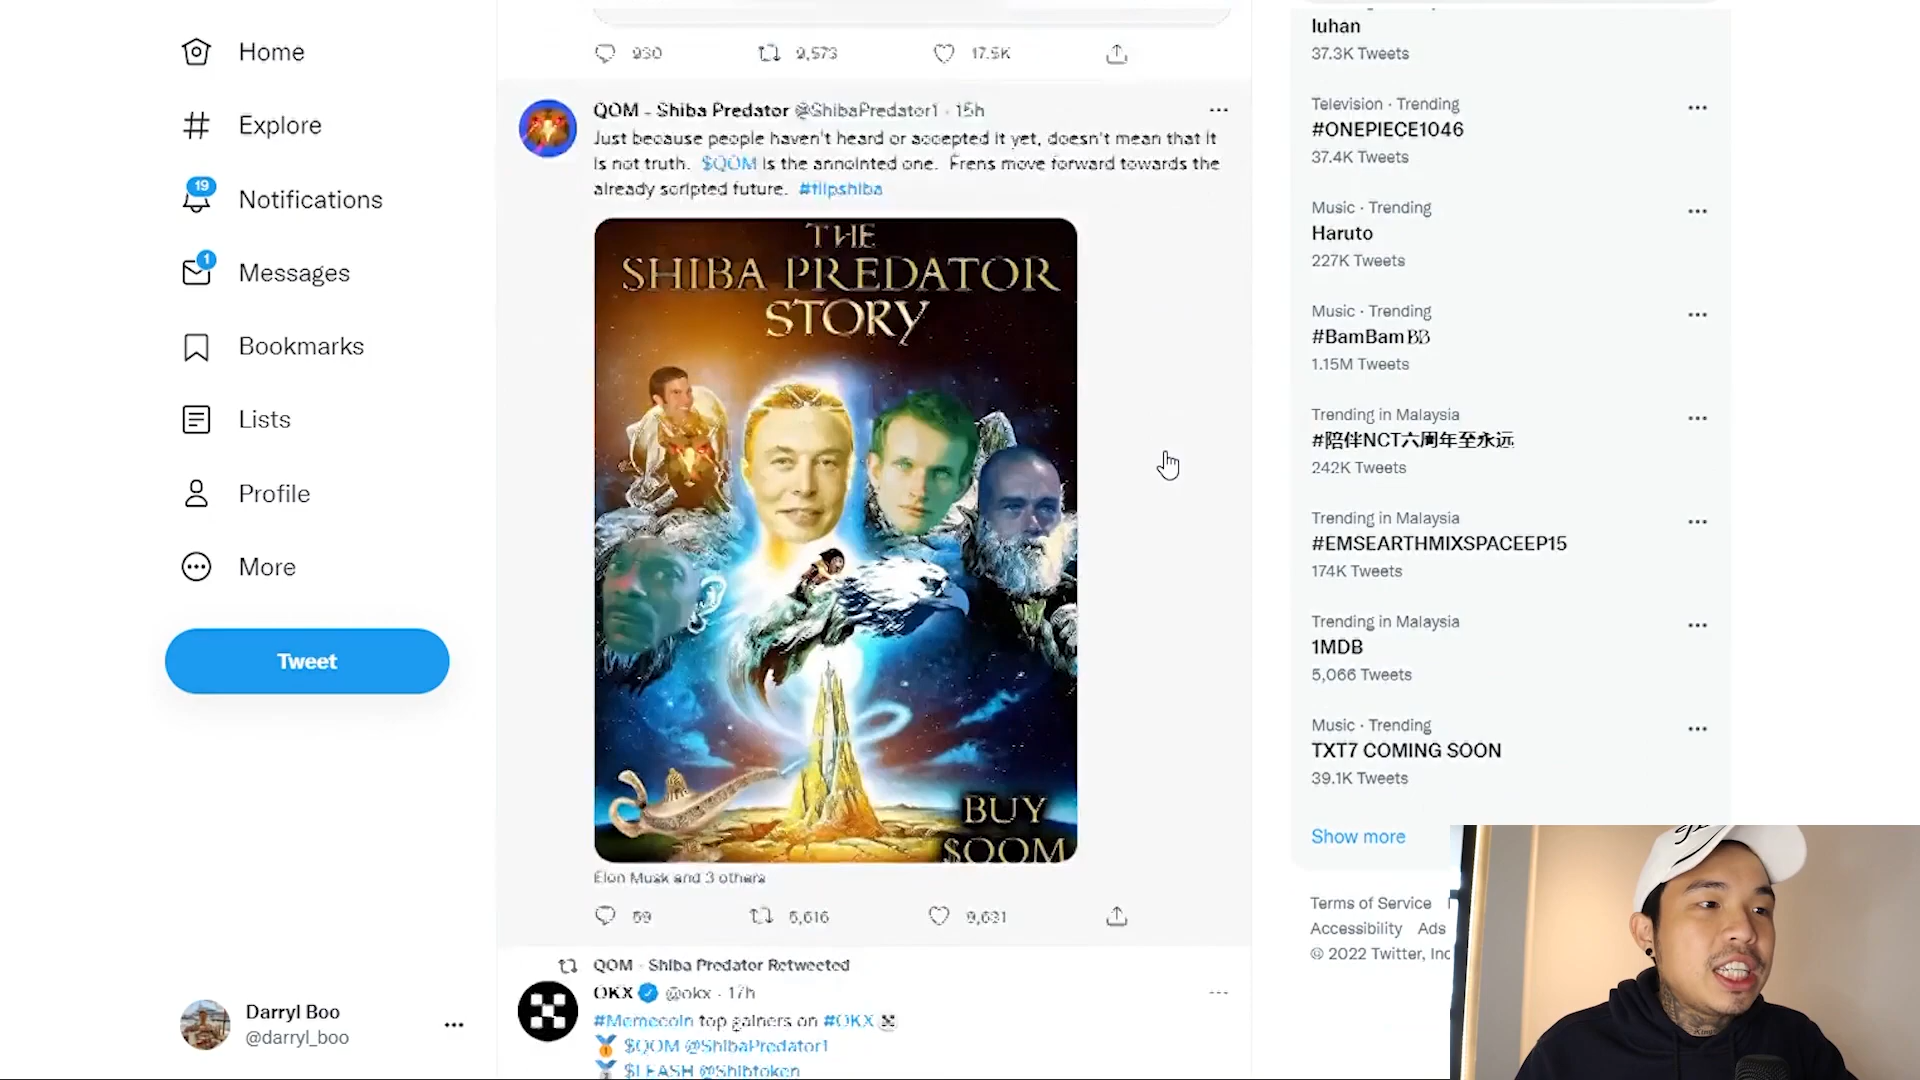 Home
Explore
19
Notifications
1
Messages
Bookmarks
Lists
Profile
More
Tweet
Darryl Boo
@darryl_boo
930 9,573 17.5K
QOM - Shiba Predator @ShibaPredator1 · 15h
Just because people haven't heard or accepted it yet, doesn't mean that it
is not truth. $QOM is the annointed one. Frens move forward towards the
already scripted future. #flipshiba
THE
SHIBA PREDATOR
STORY
BUY
$QOM
Elon Musk and 3 others
59 5,616 9,631
QOM - Shiba Predator Retweeted
OKX @okx · 17h
#Memecoin top gainers on #OKX
$QOM @ShibaPredator1
$LEASH @Shibtoken
luhan
37.3K Tweets
Television · Trending
#ONEPIECE1046
37.4K Tweets
Music · Trending
Haruto
227K Tweets
Music · Trending
#BamBamBB
1.15M Tweets
Trending in Malaysia
#陪伴NCT六周年至永远
242K Tweets
Trending in Malaysia
#EMSEARTHMIXSPACEEP15
174K Tweets
Trending in Malaysia
1MDB
5,066 Tweets
Music · Trending
TXT7 COMING SOON
39.1K Tweets
Show more
Terms of Service
Accessibility Ads
© 2022 Twitter, Inc